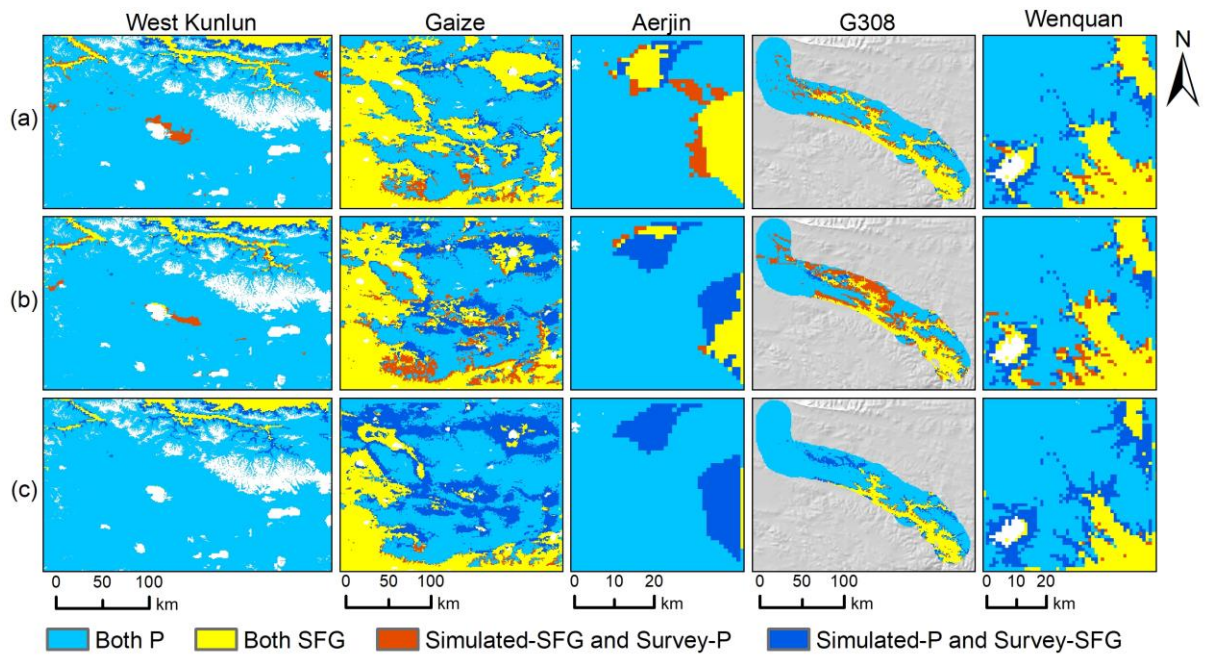 West Kunlun Gaize Aerjin G308 Wenquan
N
(a)
(b)
(c)
0 50 100 0 50 100 0 10 20 0 50 100 0 10 20
km km km km km
Both P Both SFG Simulated-SFG and Survey-P Simulated-P and Survey-SFG